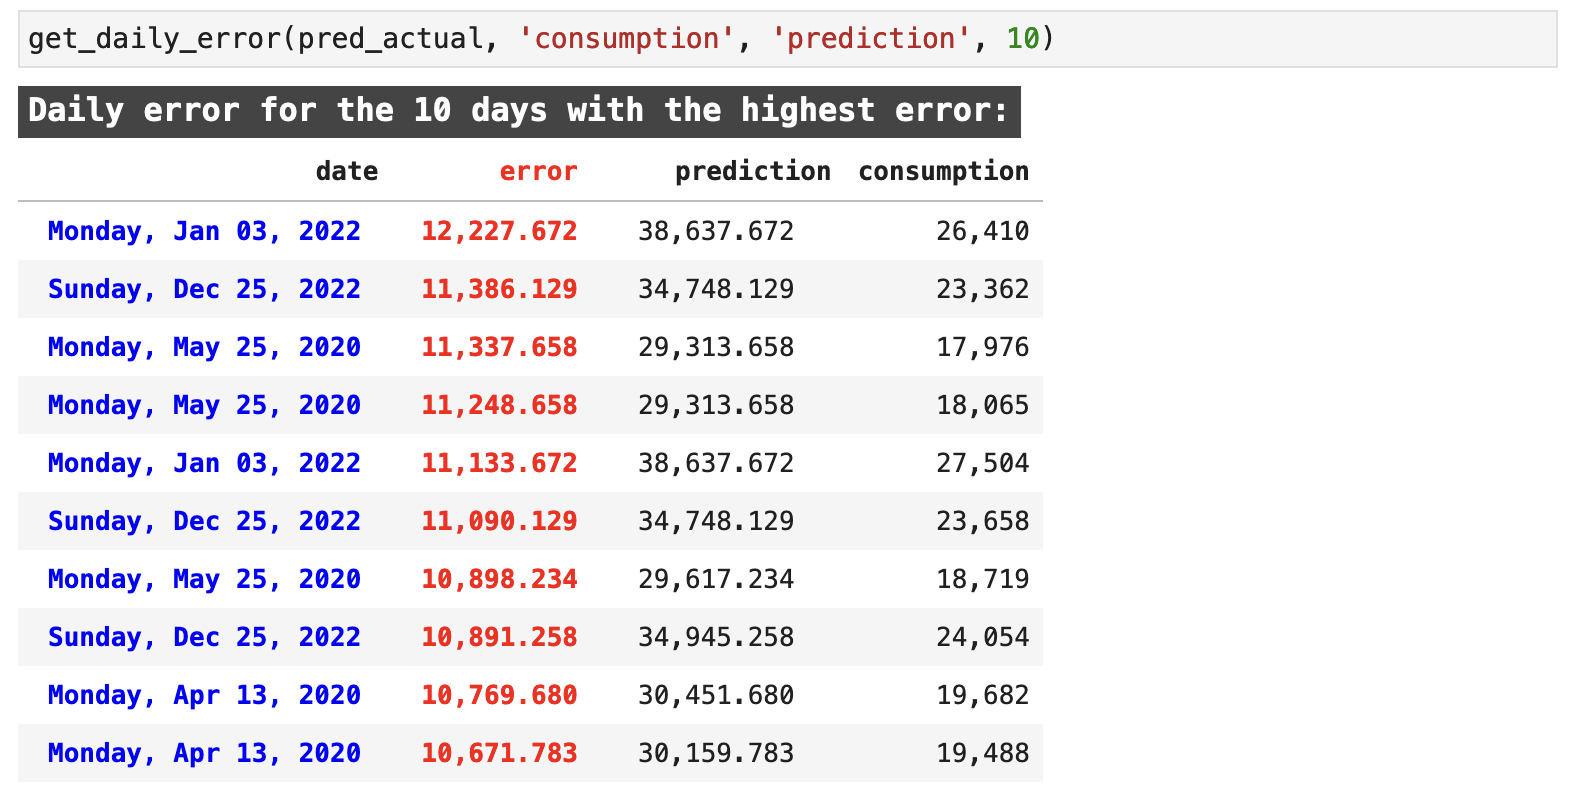 get_daily_error(pred_actual, 'consumption', 'prediction', 10)
Daily error for the 10 days with the highest error:
date error prediction consumption
Monday, Jan 03, 2022 12,227.672 38,637.672 26,410
Sunday, Dec 25, 2022 11,386.129 34,748.129 23,362
Monday, May 25, 2020 11,337.658 29,313.658 17,976
Monday, May 25, 2020 11,248.658 29,313.658 18,065
Monday, Jan 03, 2022 11,133.672 38,637.672 27,504
Sunday, Dec 25, 2022 11,090.129 34,748.129 23,658
Monday, May 25, 2020 10,898.234 29,617.234 18,719
Sunday, Dec 25, 2022 10,891.258 34,945.258 24,054
Monday, Apr 13, 2020 10,769.680 30,451.680 19,682
Monday, Apr 13, 2020 10,671.783 30,159.783 19,488